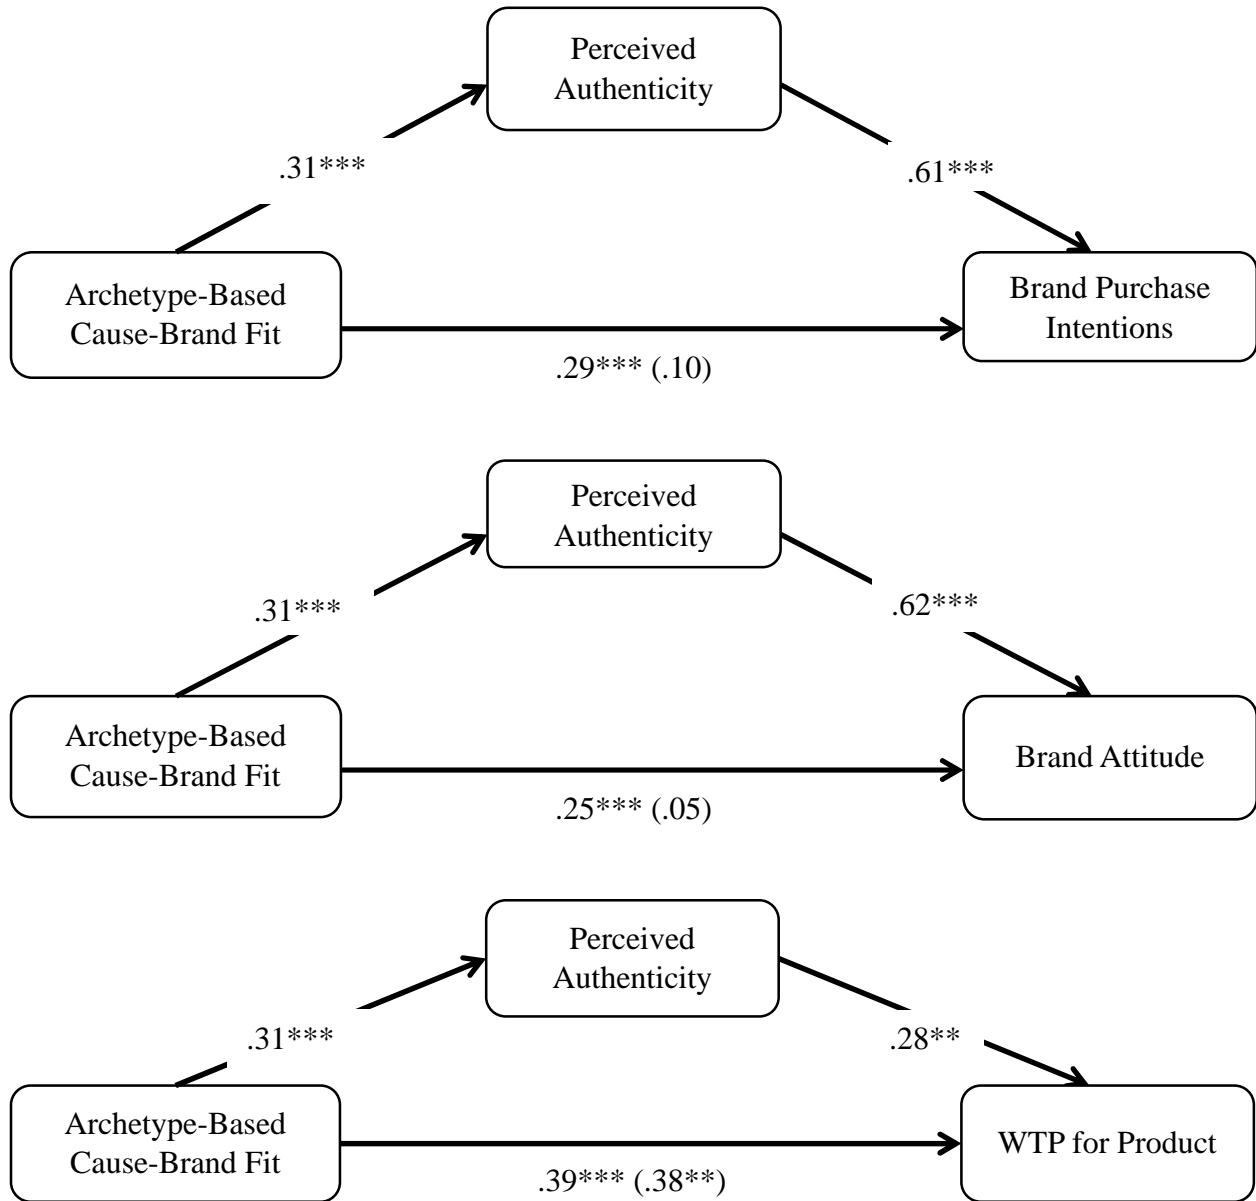 Perceived
Authenticity
.31***
.61***
Archetype-Based
Cause-Brand Fit
Brand Purchase
Intentions
.29*** (.10)
Perceived
Authenticity
.31***
.62***
Archetype-Based
Cause-Brand Fit
Brand Attitude
.25*** (.05)
Perceived
Authenticity
.31***
.28**
Archetype-Based
Cause-Brand Fit
WTP for Product
.39*** (.38**)